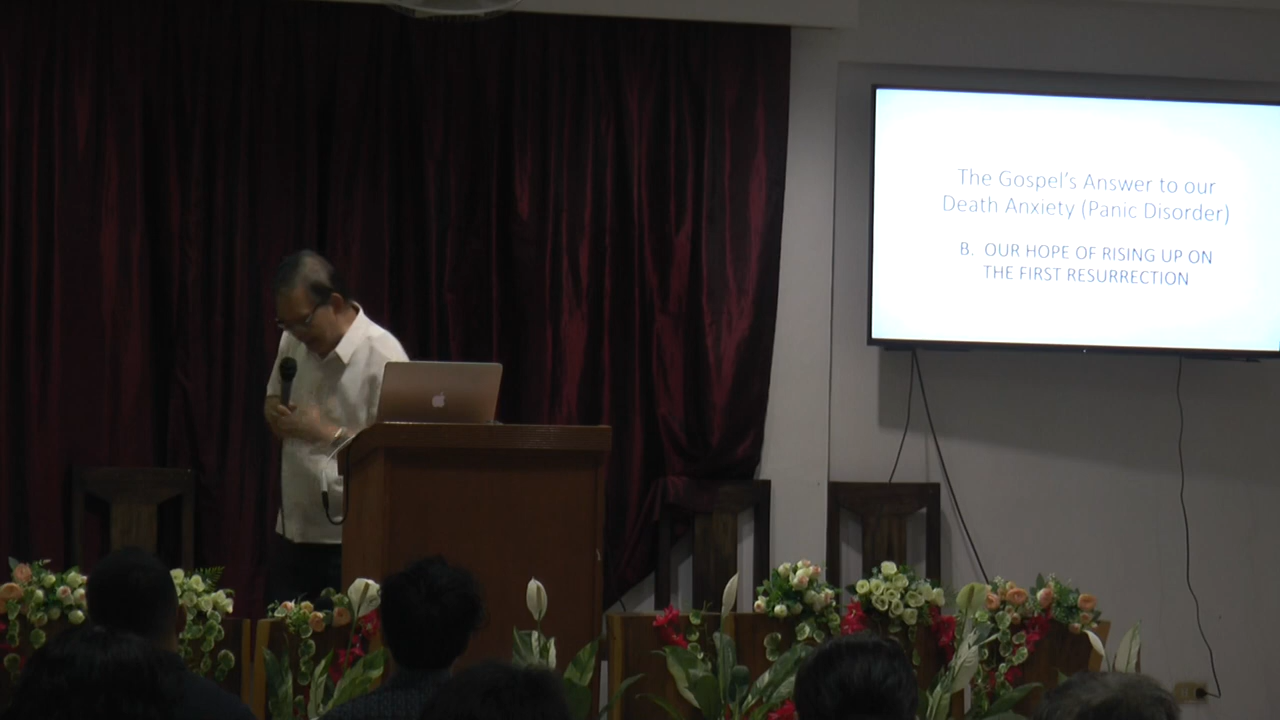 The Gospel's Answer to our
Death Anxiety (Panic Disorder)
B. OUR HOPE OF RISING UP ON
THE FIRST RESURRECTION